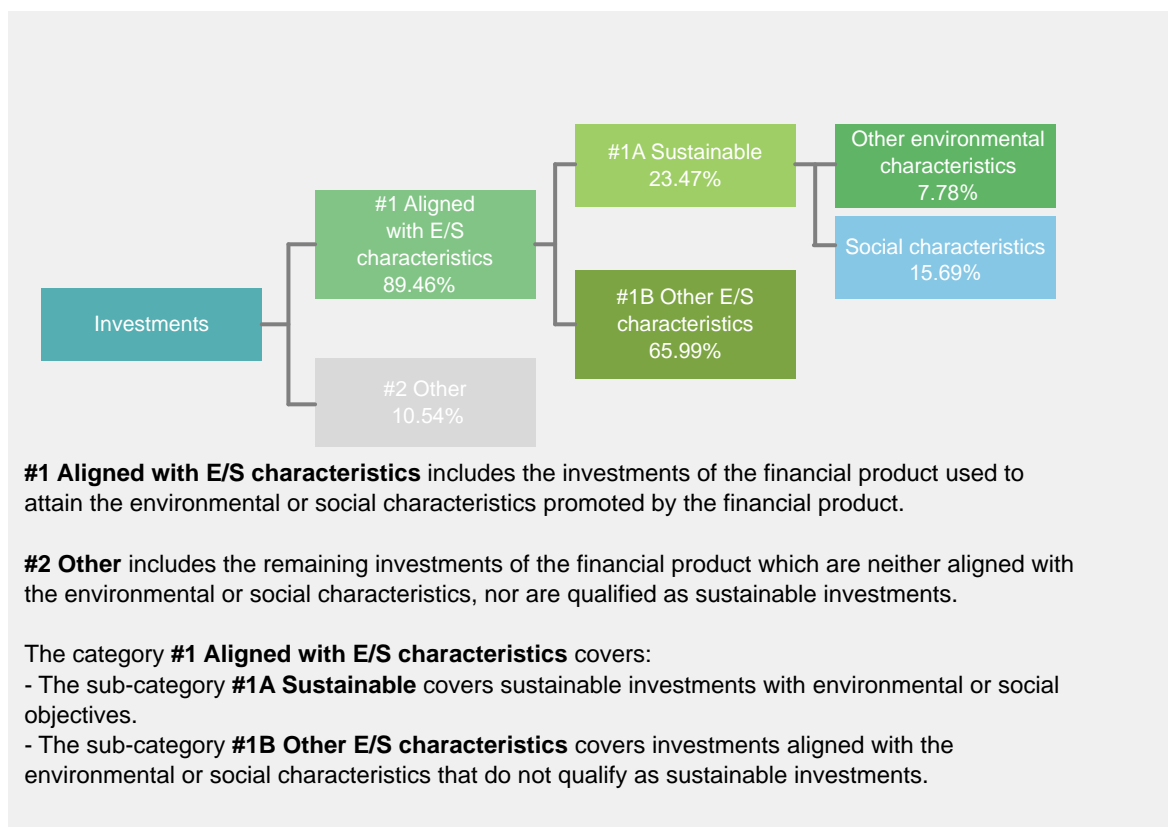 Investments
#1 Aligned
with E/S
characteristics
89.46%
#2 Other
10.54%
#1A Sustainable
23.47%
#1B Other E/S
characteristics
65.99%
Other environmental
characteristics
7.78%
Social characteristics
15.69%
#1 Aligned with E/S characteristics includes the investments of the financial product used to
attain the environmental or social characteristics promoted by the financial product.
#2 Other includes the remaining investments of the financial product which are neither aligned with
the environmental or social characteristics, nor are qualified as sustainable investments.
The category #1 Aligned with E/S characteristics covers:
- The sub-category #1A Sustainable covers sustainable investments with environmental or social
objectives.
- The sub-category #1B Other E/S characteristics covers investments aligned with the
environmental or social characteristics that do not qualify as sustainable investments.